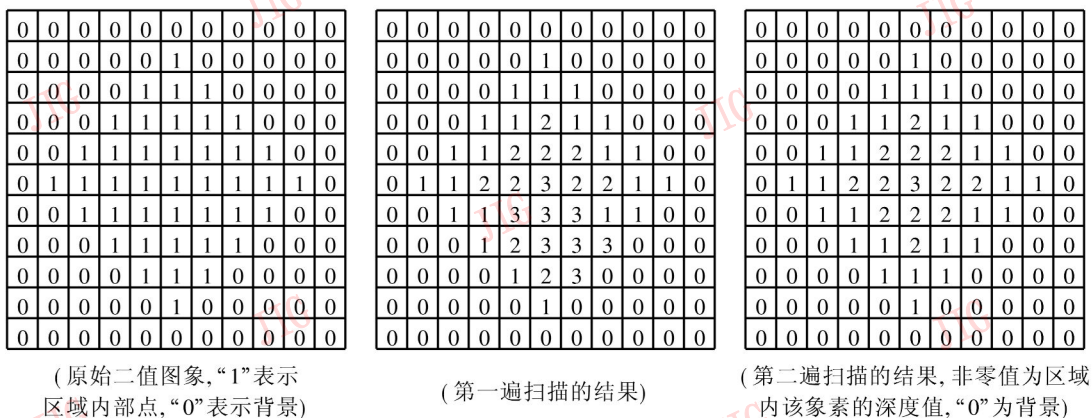 0 0 0 0 0 0 0 0 0 0 0
0 0 0 0 0 1 0 0 0 0 0
0 0 0 0 1 1 1 0 0 0 0
0 0 0 1 1 1 1 1 0 0 0
0 0 1 1 1 1 1 1 1 0 0
0 1 1 1 1 1 1 1 1 1 0
0 0 1 1 1 1 1 1 1 0 0
0 0 0 1 1 1 1 1 0 0 0
0 0 0 0 1 1 1 0 0 0 0
0 0 0 0 0 1 0 0 0 0 0
0 0 0 0 0 0 0 0 0 0 0
(原始二值图象,“1”表示
区域内部点,“0”表示背景)
0 0 0 0 0 0 0 0 0 0 0
0 0 0 0 0 1 0 0 0 0 0
0 0 0 0 1 1 1 0 0 0 0
0 0 0 1 1 2 1 1 0 0 0
0 0 1 1 2 2 2 1 1 0 0
0 1 1 2 2 3 2 2 1 1 0
0 0 1 1 3 3 3 1 1 0 0
0 0 0 1 2 3 3 3 0 0 0
0 0 0 0 1 2 3 0 0 0 0
0 0 0 0 0 1 0 0 0 0 0
0 0 0 0 0 0 0 0 0 0 0
(第一遍扫描的结果)
0 0 0 0 0 0 0 0 0 0 0
0 0 0 0 0 1 0 0 0 0 0
0 0 0 0 1 1 1 0 0 0 0
0 0 0 1 1 2 1 1 0 0 0
0 0 1 1 2 2 2 1 1 0 0
0 1 1 2 2 3 2 2 1 1 0
0 0 1 1 2 2 2 1 1 0 0
0 0 0 1 1 2 1 1 0 0 0
0 0 0 0 1 1 1 0 0 0 0
0 0 0 0 0 1 0 0 0 0 0
0 0 0 0 0 0 0 0 0 0 0
(第二遍扫描的结果,非零值为区域
内该象素的深度值,“0”为背景)
JIG
JIG
JIG
JIG
JIG
JIG
JIG